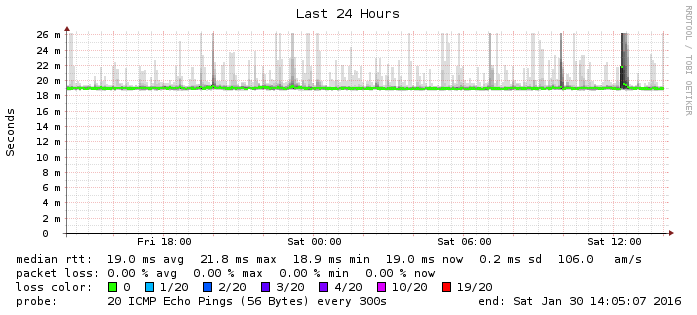 Last 24 Hours
RRDTOOL / TOBI OETIKER
Seconds
26 m
24 m
22 m
20 m
18 m
16 m
14 m
12 m
10 m
8 m
6 m
4 m
2 m
0
Fri 18:00 Sat 00:00 Sat 06:00 Sat 12:00
median rtt: 19.0 ms avg 21.8 ms max 18.9 ms min 19.0 ms now 0.2 ms sd 106.0 am/s
packet loss: 0.00 % avg 0.00 % max 0.00 % min 0.00 % now
loss color: 0 1/20 2/20 3/20 4/20 10/20 19/20
probe: 20 ICMP Echo Pings (56 Bytes) every 300s end: Sat Jan 30 14:05:07 2016